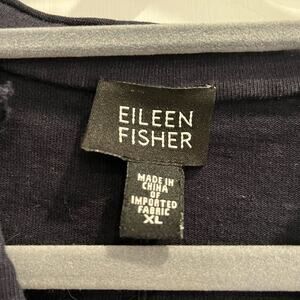 EILEEN
FISHER
MADE IN
CHINA
OF
IMPORTED
FABRIC
XL